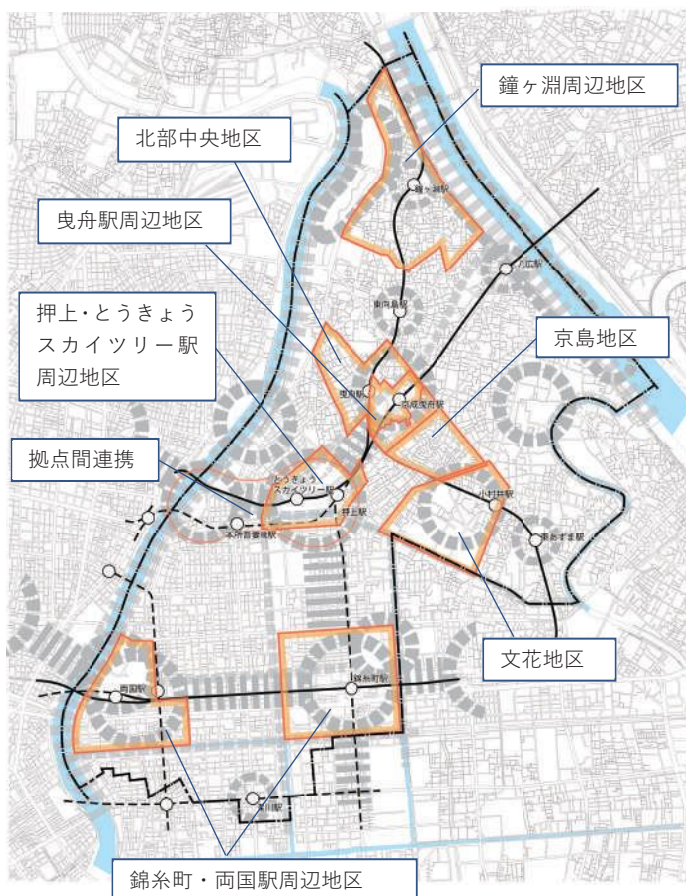 鐘ヶ淵周辺地区
北部中央地区
鐘ヶ淵駅
曳舟駅周辺地区
八広駅
押上・とうきょう
スカイツリー駅
周辺地区
東向島駅
京島地区
曳舟駅
京成曳舟駅
拠点間連携
とうきょう
スカイツリー駅
押上駅
小村井駅
本所吾妻橋駅
東あずま駅
文花地区
両国駅
錦糸町駅
錦糸町・両国駅周辺地区